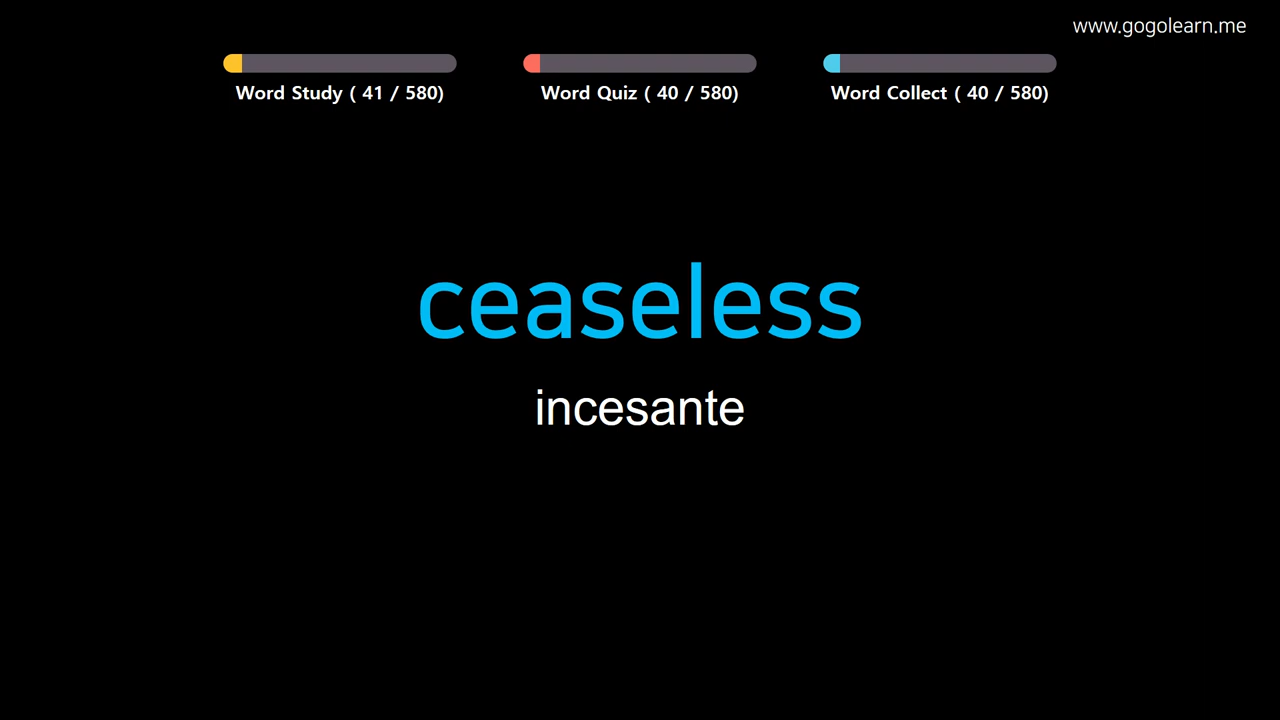 www.gogolearn.me
Word Study ( 41 / 580)
Word Quiz ( 40 / 580)
Word Collect ( 40 / 580)
ceaseless
incesante